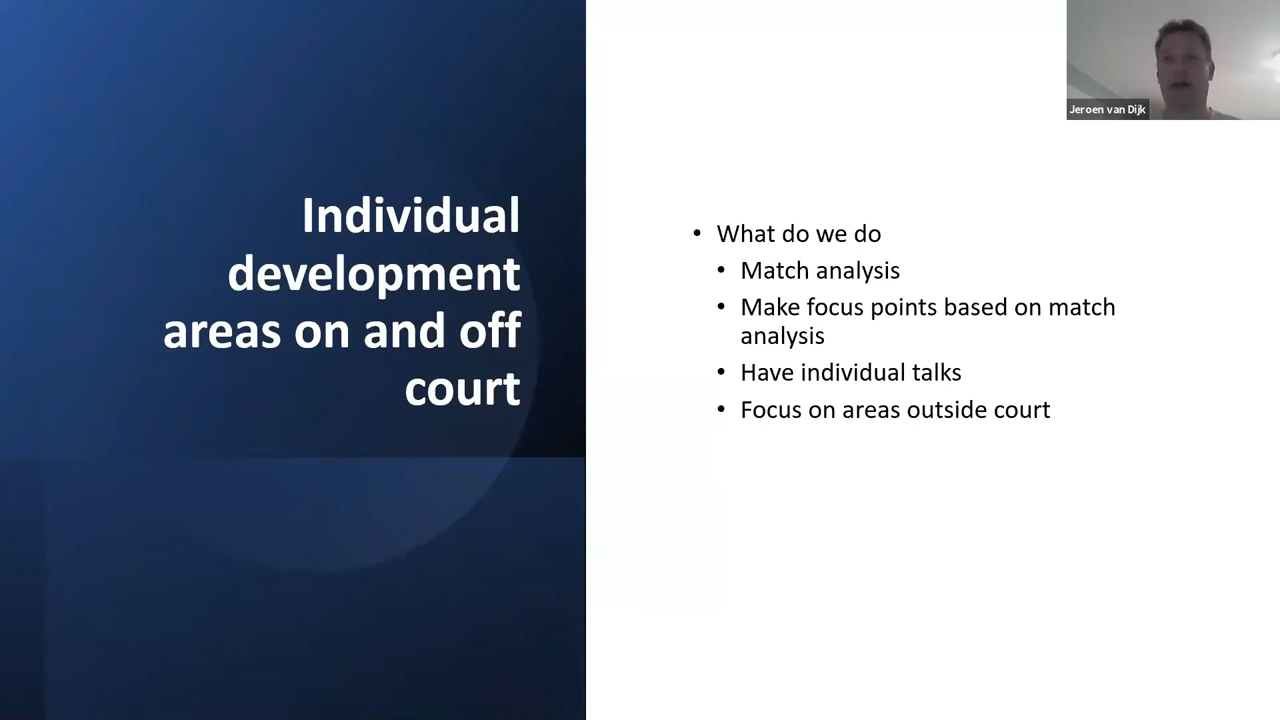 Individual
development
areas on and off
court
Jeroen van Dijk
• What do we do
• Match analysis
• Make focus points based on match
analysis
• Have individual talks
• Focus on areas outside court